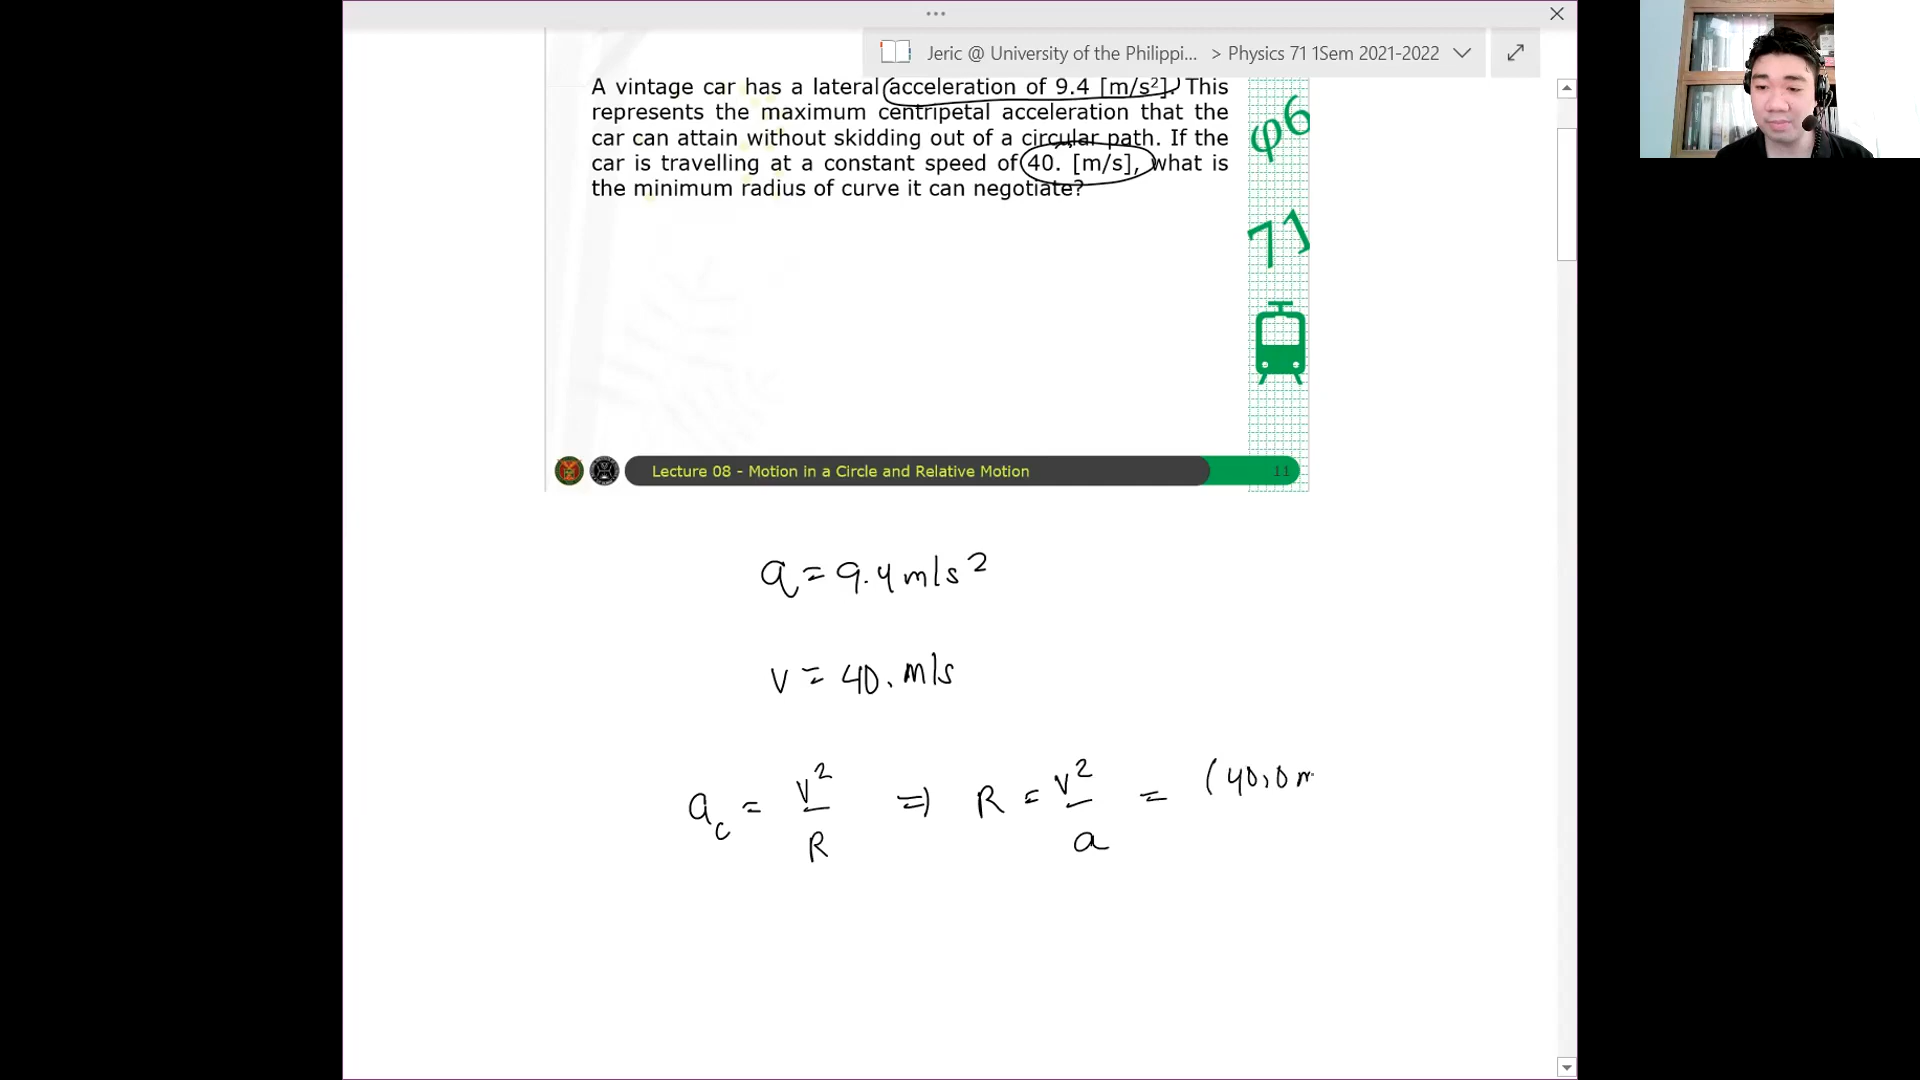 Jeric @ University of the Philippi... > Physics 71 1Sem 2021-2022
A vintage car has a lateral acceleration of 9.4 [m/s²]. This
represents the maximum centripetal acceleration that the
car can attain without skidding out of a circular path. If the
car is travelling at a constant speed of 40. [m/s], what is
the minimum radius of curve it can negotiate?
φ6
71
Lecture 08 - Motion in a Circle and Relative Motion 11
a = 9.4 m/s²
v = 40. m/s
a_c = v²/R ⇒ R = v²/a = (40.0 m